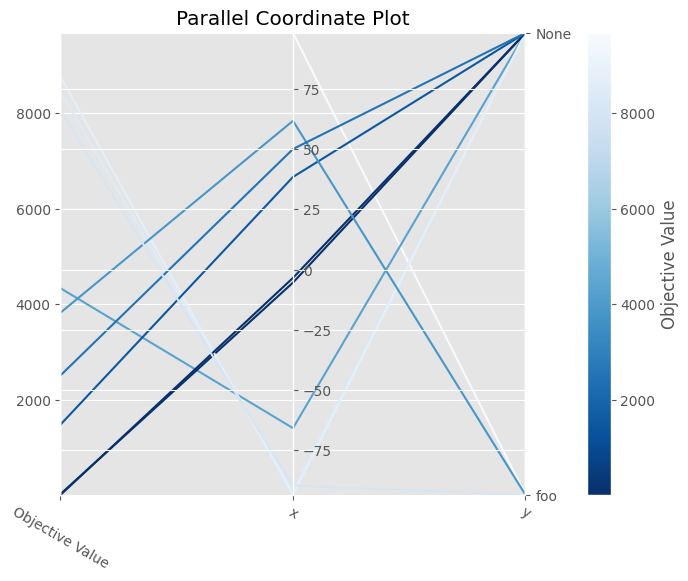 Parallel Coordinate Plot
8000
6000
4000
2000
75
50
25
0
−25
−50
−75
None
foo
8000
6000
4000
2000
Objective Value
Objective Value
x
y